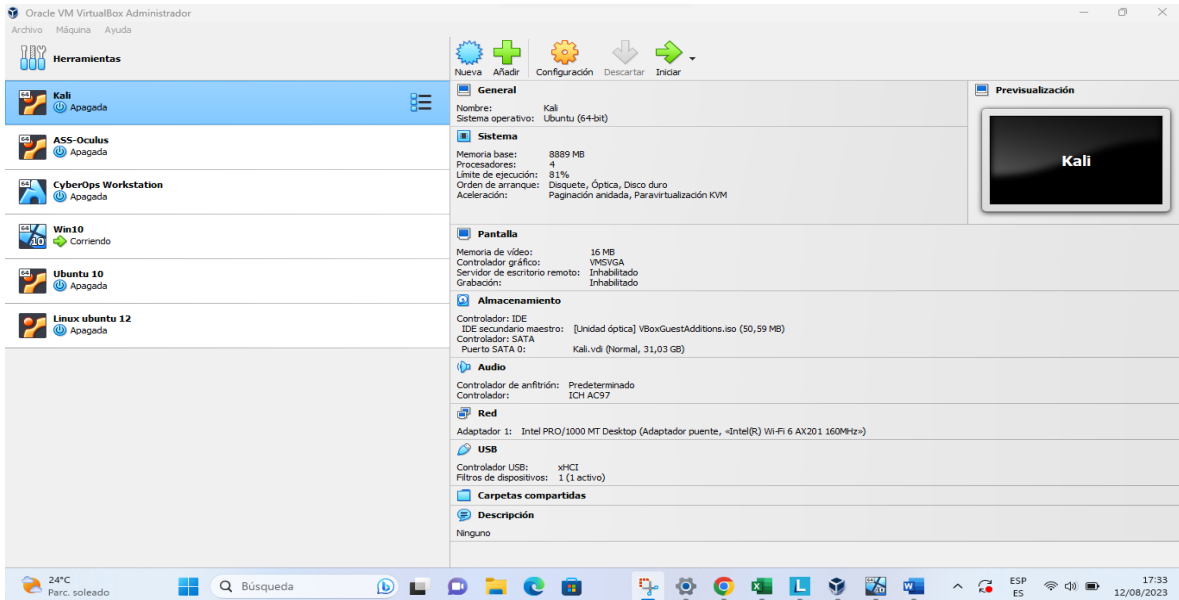 Oracle VM VirtualBox Administrador
Archivo Máquina Ayuda
Herramientas
Kali
Apagada
ASS-Oculus
Apagada
CyberOps Workstation
Apagada
Win10
Corriendo
Ubuntu 10
Apagada
Linux ubuntu 12
Apagada
Nueva Añadir Configuración Descartar Iniciar
General
Nombre: Kali
Sistema operativo: Ubuntu (64-bit)
Sistema
Memoria base: 8889 MB
Procesadores: 4
Límite de ejecución: 81%
Orden de arranque: Disquete, Óptica, Disco duro
Aceleración: Paginación anidada, Paravirtualización KVM
Previsualización
Kali
Pantalla
Memoria de vídeo: 16 MB
Controlador gráfico: VMSVGA
Servidor de escritorio remoto: Inhabilitado
Grabación: Inhabilitado
Almacenamiento
Controlador: IDE
IDE secundario maestro: [Unidad óptica] VBoxGuestAdditions.iso (50,59 MB)
Controlador: SATA
Puerto SATA 0: Kali.vdi (Normal, 31,03 GB)
Audio
Controlador de anfitrión: Predeterminado
Controlador: ICH AC97
Red
Adaptador 1: Intel PRO/1000 MT Desktop (Adaptador puente, «Intel(R) Wi-Fi 6 AX201 160MHz»)
USB
Controlador USB: xHCI
Filtros de dispositivos: 1 (1 activo)
Carpetas compartidas
Descripción
Ninguno
24°C
Parc. soleado
Búsqueda
ESP
ES
17:33
12/08/2023